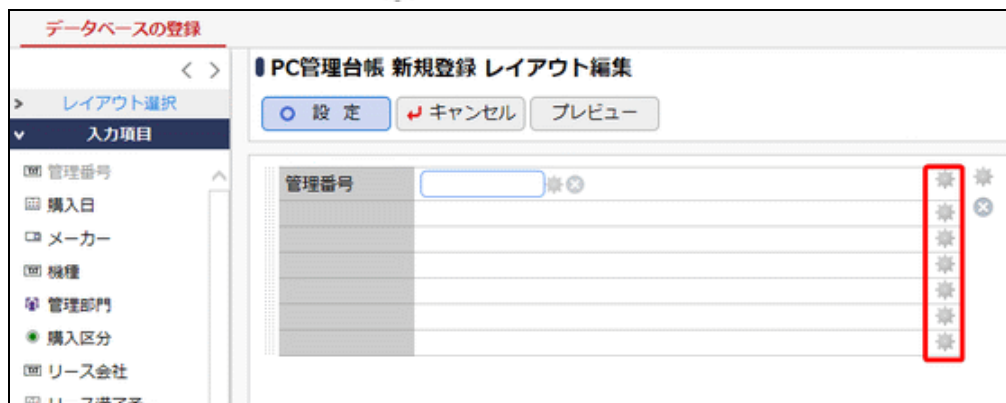 データベースの登録
< >
PC管理台帳 新規登録 レイアウト編集
> レイアウト選択
設 定 キャンセル プレビュー
入力項目
管理番号
購入日
メーカー
機種
管理部門
購入区分
リース会社
管理番号